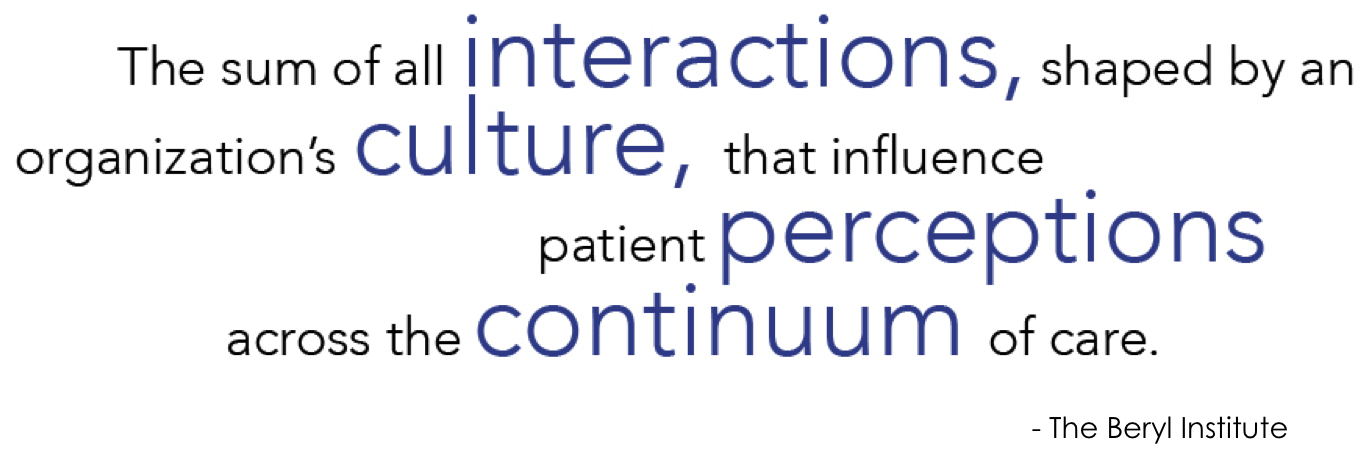 The sum of all interactions, shaped by an
organization’s culture, that influence
patient perceptions
across the continuum of care.
- The Beryl Institute